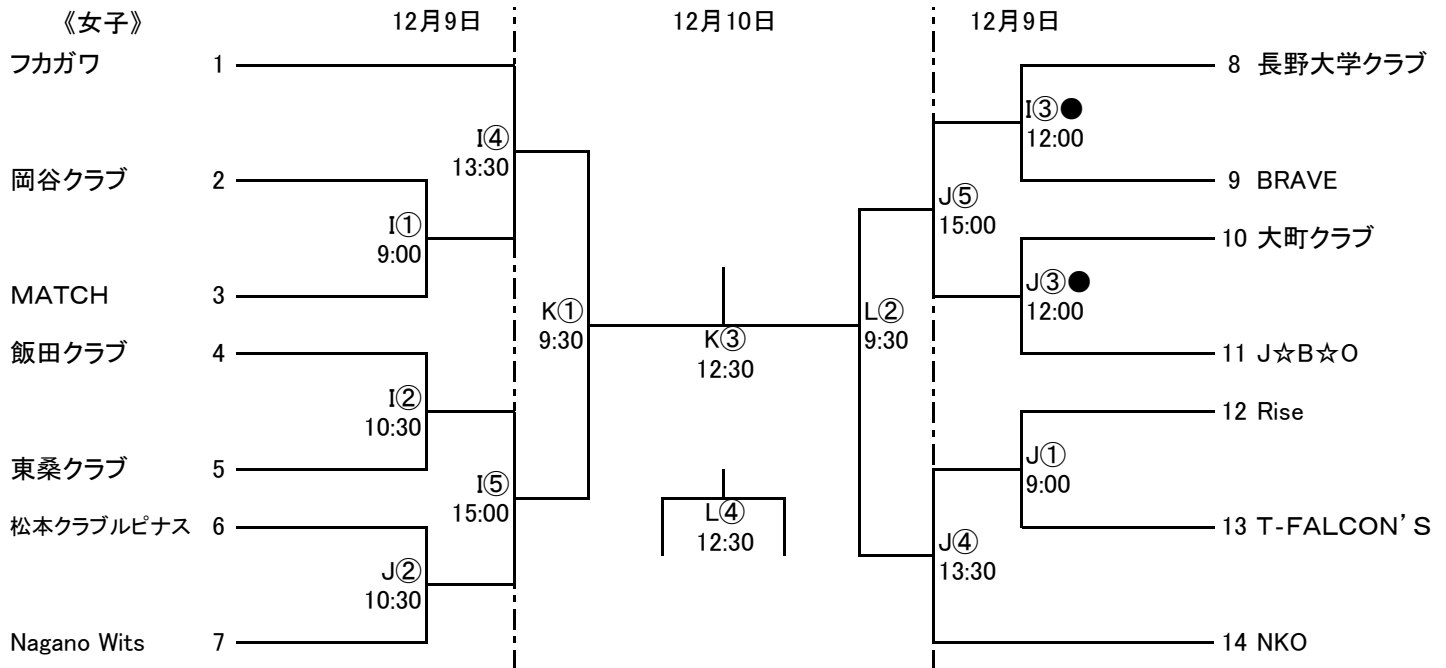 《女子》 12月9日 12月10日 12月9日
フカガワ 1
8 長野大学クラブ
I③●
12:00
I④
13:30
岡谷クラブ 2
9 BRAVE
J⑤
15:00
I①
9:00
10 大町クラブ
J③●
12:00
MATCH 3
K①
9:30
K③
12:30
L②
9:30
飯田クラブ 4
11 J☆B☆O
I②
10:30
12 Rise
J①
9:00
東桑クラブ 5
I⑤
15:00
L④
12:30
松本クラブルピナス 6
13 T-FALCON'S
J④
13:30
J②
10:30
Nagano Wits 7
14 NKO